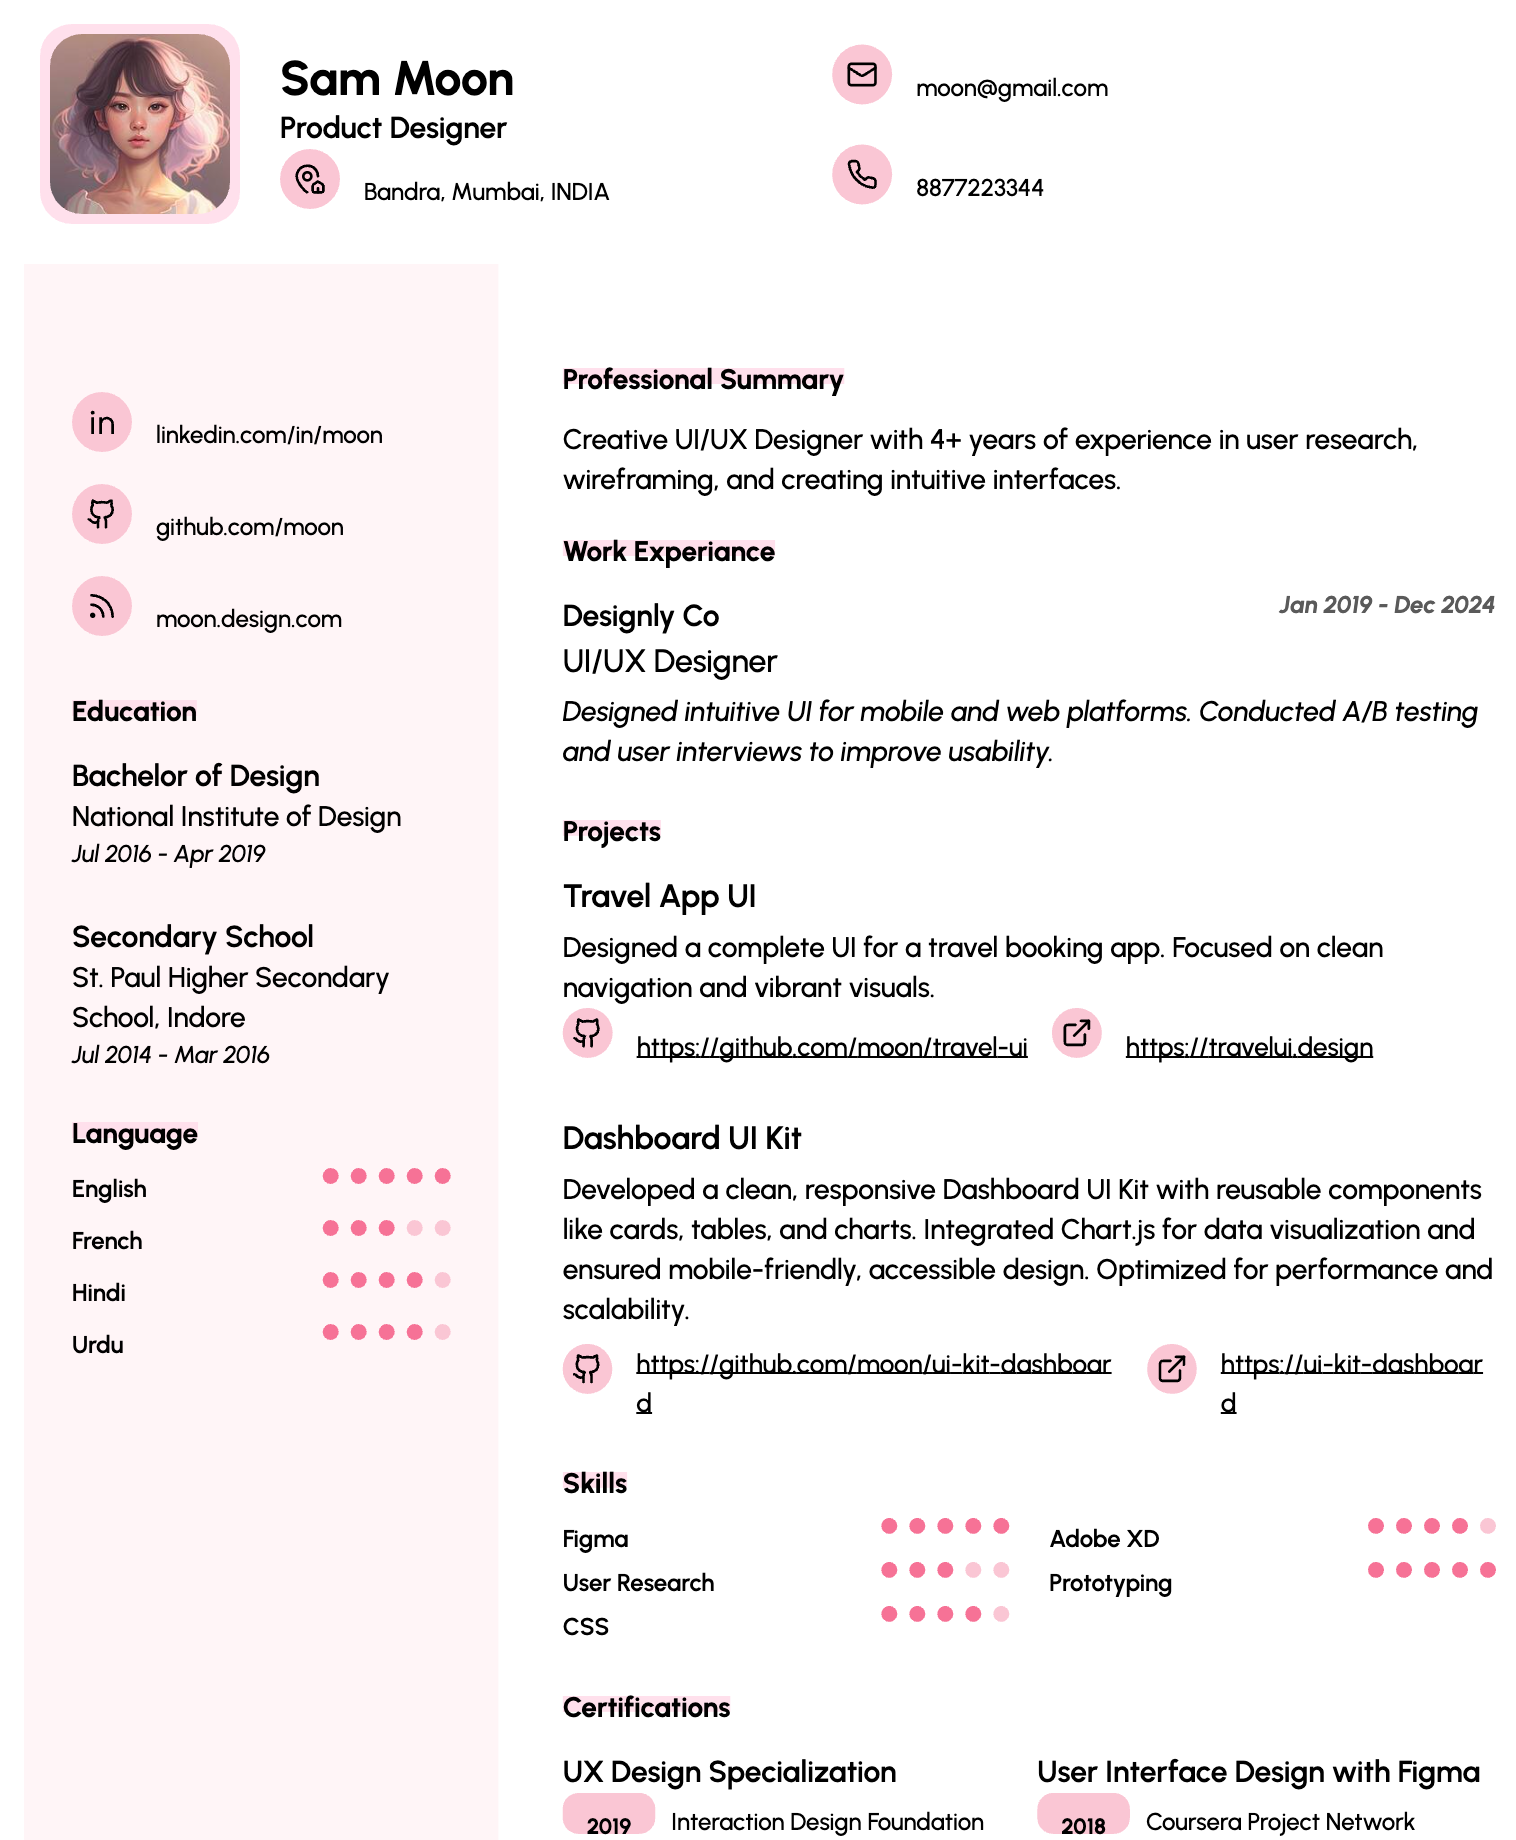 Sam Moon
Product Designer
Bandra, Mumbai, INDIA
moon@gmail.com
8877223344
in
linkedin.com/in/moon
github.com/moon
moon.design.com
Education
Bachelor of Design
National Institute of Design
Jul 2016 - Apr 2019
Secondary School
St. Paul Higher Secondary
School, Indore
Jul 2014 - Mar 2016
Language
English
French
Hindi
Urdu
Professional Summary
Creative UI/UX Designer with 4+ years of experience in user research,
wireframing, and creating intuitive interfaces.
Work Experiance
Designly Co
Jan 2019 - Dec 2024
UI/UX Designer
Designed intuitive UI for mobile and web platforms. Conducted A/B testing
and user interviews to improve usability.
Projects
Travel App UI
Designed a complete UI for a travel booking app. Focused on clean
navigation and vibrant visuals.
https://github.com/moon/travel-ui
https://travelui.design
Dashboard UI Kit
Developed a clean, responsive Dashboard UI Kit with reusable components
like cards, tables, and charts. Integrated Chart.js for data visualization and
ensured mobile-friendly, accessible design. Optimized for performance and
scalability.
https://github.com/moon/ui-kit-dashboar
d
https://ui-kit-dashboar
d
Skills
Figma
Adobe XD
User Research
Prototyping
CSS
Certifications
UX Design Specialization
2019 Interaction Design Foundation
User Interface Design with Figma
2018 Coursera Project Network